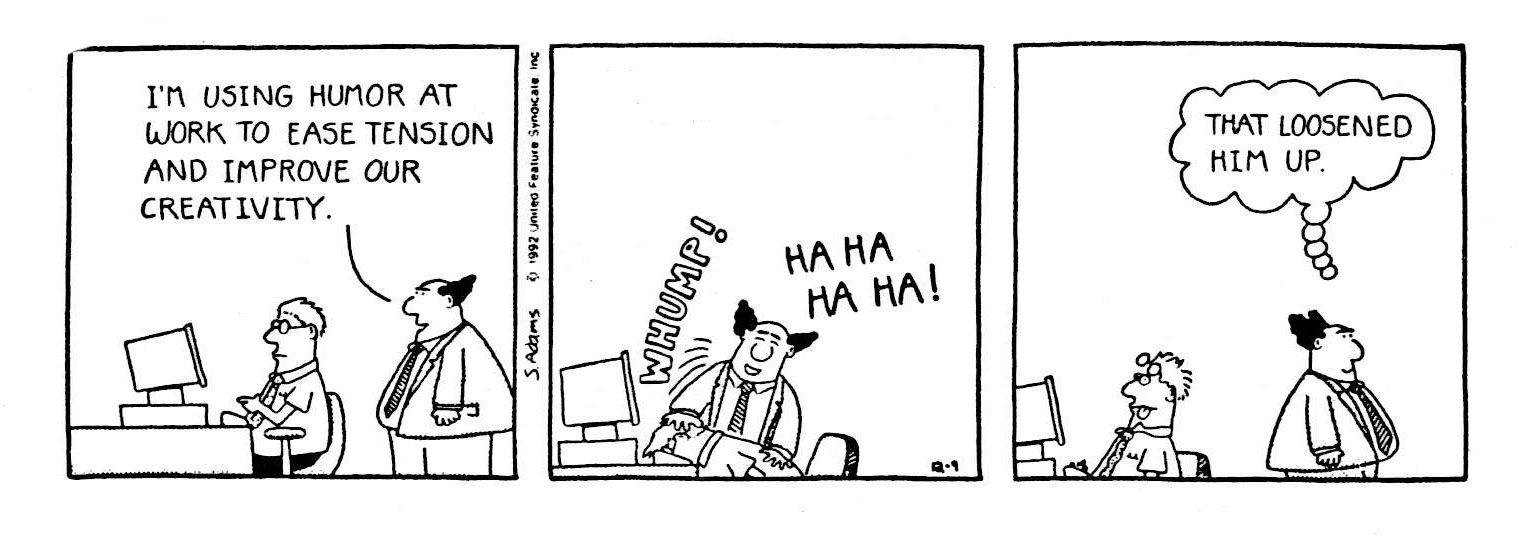 I'M USING HUMOR AT
WORK TO EASE TENSION
AND IMPROVE OUR
CREATIVITY.
S. Adams © 1992 United Feature Syndicate, Inc
WHUMP!
HA HA
HA HA!
12-9
THAT LOOSENED
HIM UP.